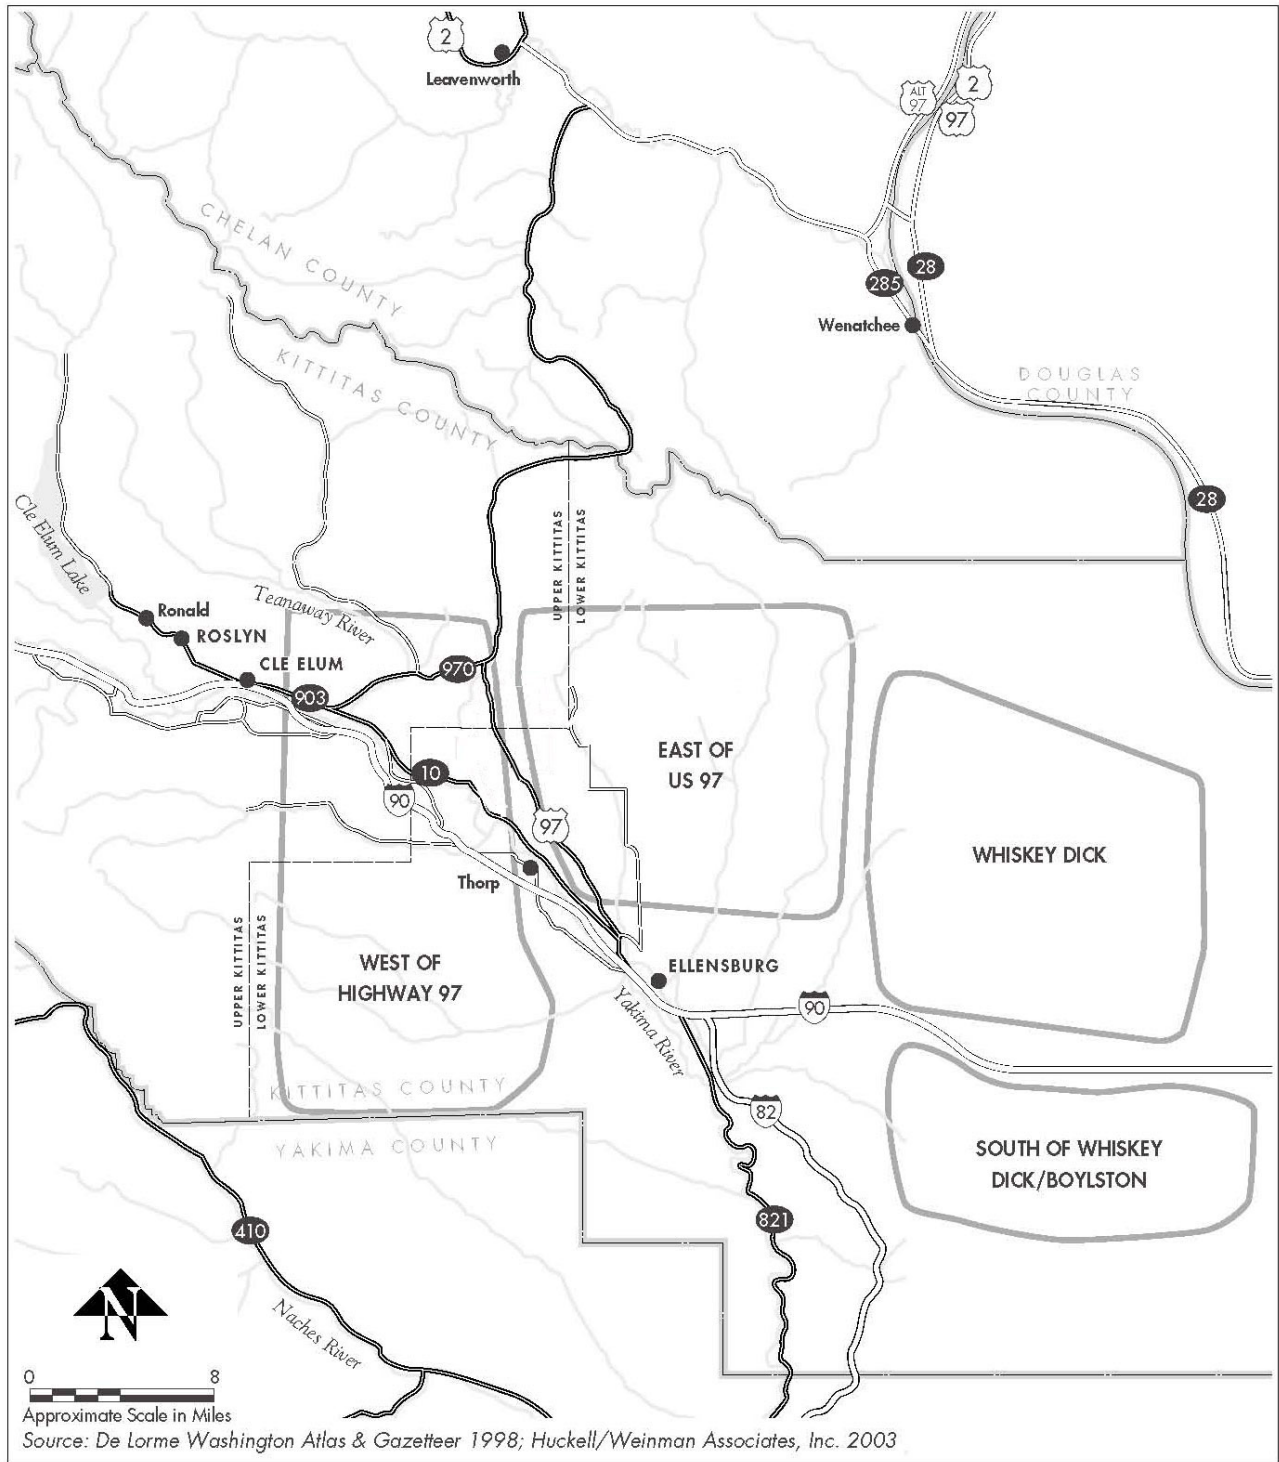 2
Leavenworth
ALT
97
2
97
CHELAN COUNTY
285
28
Wenatchee
KITTITAS COUNTY
DOUGLAS
COUNTY
28
Cle Elum Lake
UPPER KITTITAS
LOWER KITTITAS
Ronald
ROSLYN
Teanaway River
CLE ELUM
970
903
EAST OF
US 97
10
90
97
WHISKEY DICK
Thorp
UPPER KITTITAS
LOWER KITTITAS
WEST OF
HIGHWAY 97
ELLENSBURG
Yakima River
90
KITTITAS COUNTY
82
YAKIMA COUNTY
SOUTH OF WHISKEY
DICK/BOYLSTON
410
821
N
Naches River
0 8
Approximate Scale in Miles
Source: De Lorme Washington Atlas & Gazetteer 1998; Huckell/Weinman Associates, Inc. 2003